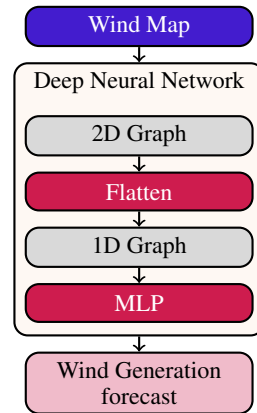 Wind Map
Deep Neural Network
2D Graph
Flatten
1D Graph
MLP
Wind Generation
forecast